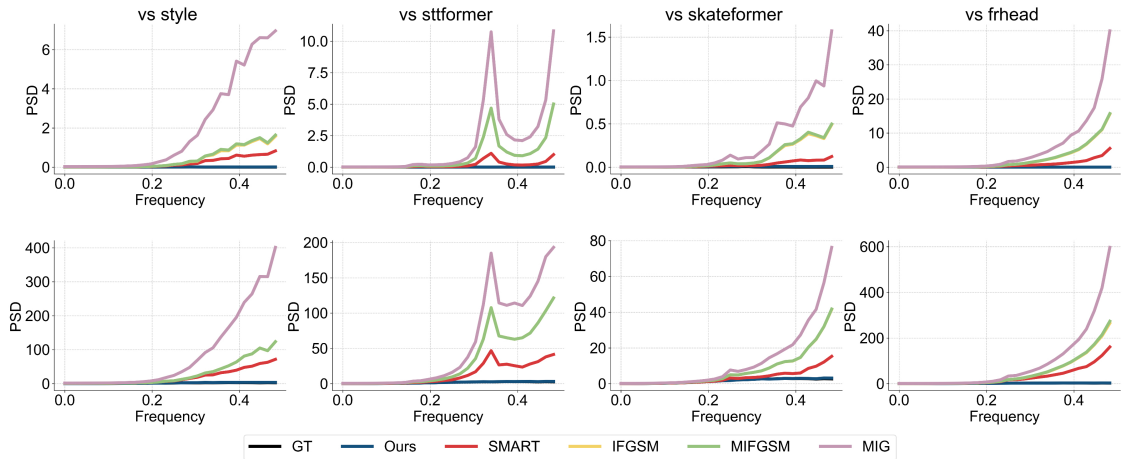 vs style
vs sttformer
vs skateformer
vs frhead
PSD
6
4
2
0
0.0
0.2
0.4
Frequency
PSD
10.0
7.5
5.0
2.5
0.0
0.0
0.2
0.4
Frequency
PSD
1.5
1.0
0.5
0.0
0.0
0.2
0.4
Frequency
PSD
40
30
20
10
0
0.0
0.2
0.4
Frequency
PSD
400
300
200
100
0
0.0
0.2
0.4
Frequency
PSD
200
150
100
50
0
0.0
0.2
0.4
Frequency
PSD
80
60
40
20
0
0.0
0.2
0.4
Frequency
PSD
600
400
200
0
0.0
0.2
0.4
Frequency
GT Ours SMART IFGSM MIFGSM MIG